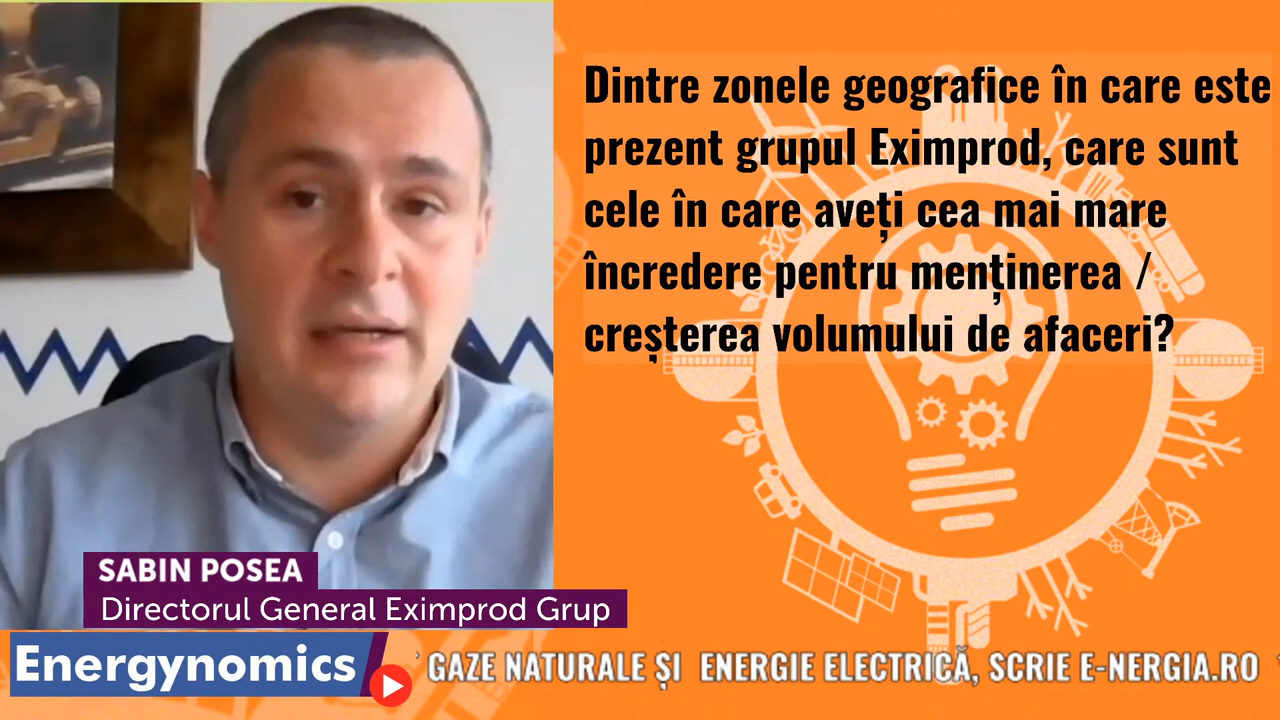 Dintre zonele geografice în care este
prezent grupul Eximprod, care sunt
cele în care aveți cea mai mare
încredere pentru menținerea /
creșterea volumului de afaceri?
SABIN POSEA
Directorul General Eximprod Grup
Energynomics
GAZE NATURALE ȘI ENERGIE ELECTRICĂ, SCRIE E-NERGIA.RO